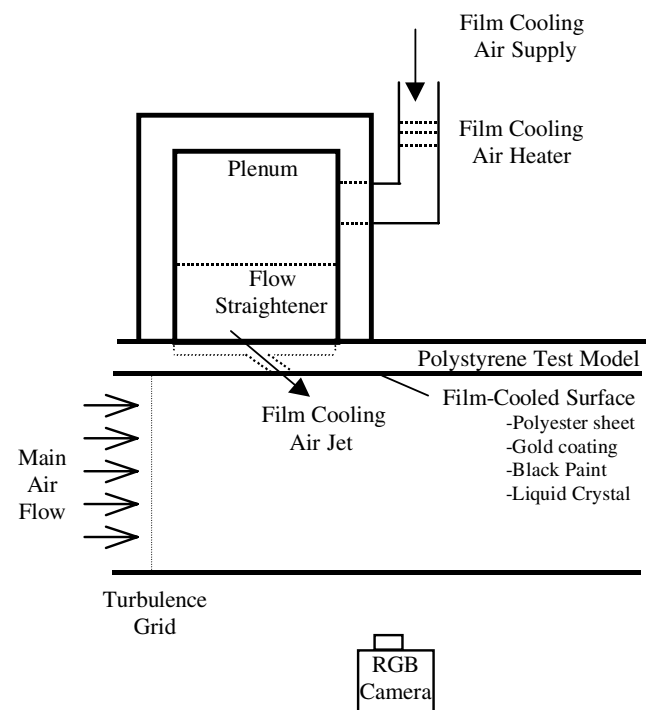 Film Cooling
Air Supply
Film Cooling
Air Heater
Plenum
Flow
Straightener
Polystyrene Test Model
Film-Cooled Surface
-Polyester sheet
-Gold coating
-Black Paint
-Liquid Crystal
Film Cooling
Air Jet
Main
Air
Flow
Turbulence
Grid
RGB
Camera